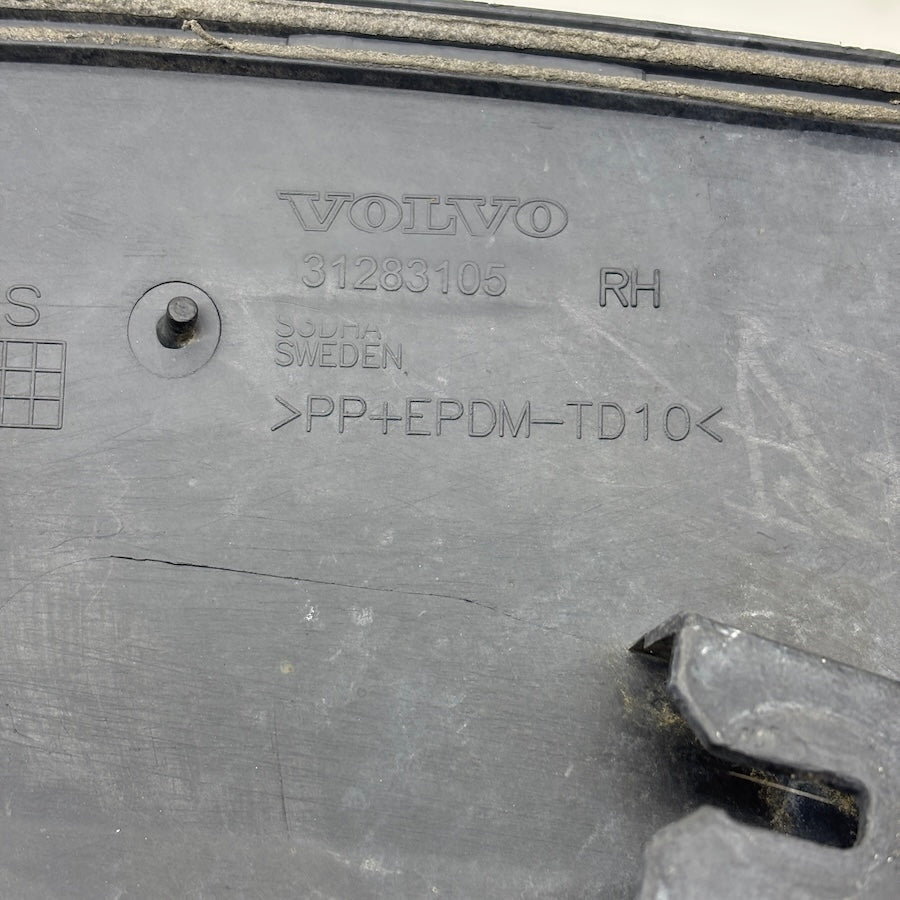 VOLVO
31283105 RH
S
SWEDEN
>PP+EPDM-TD10<